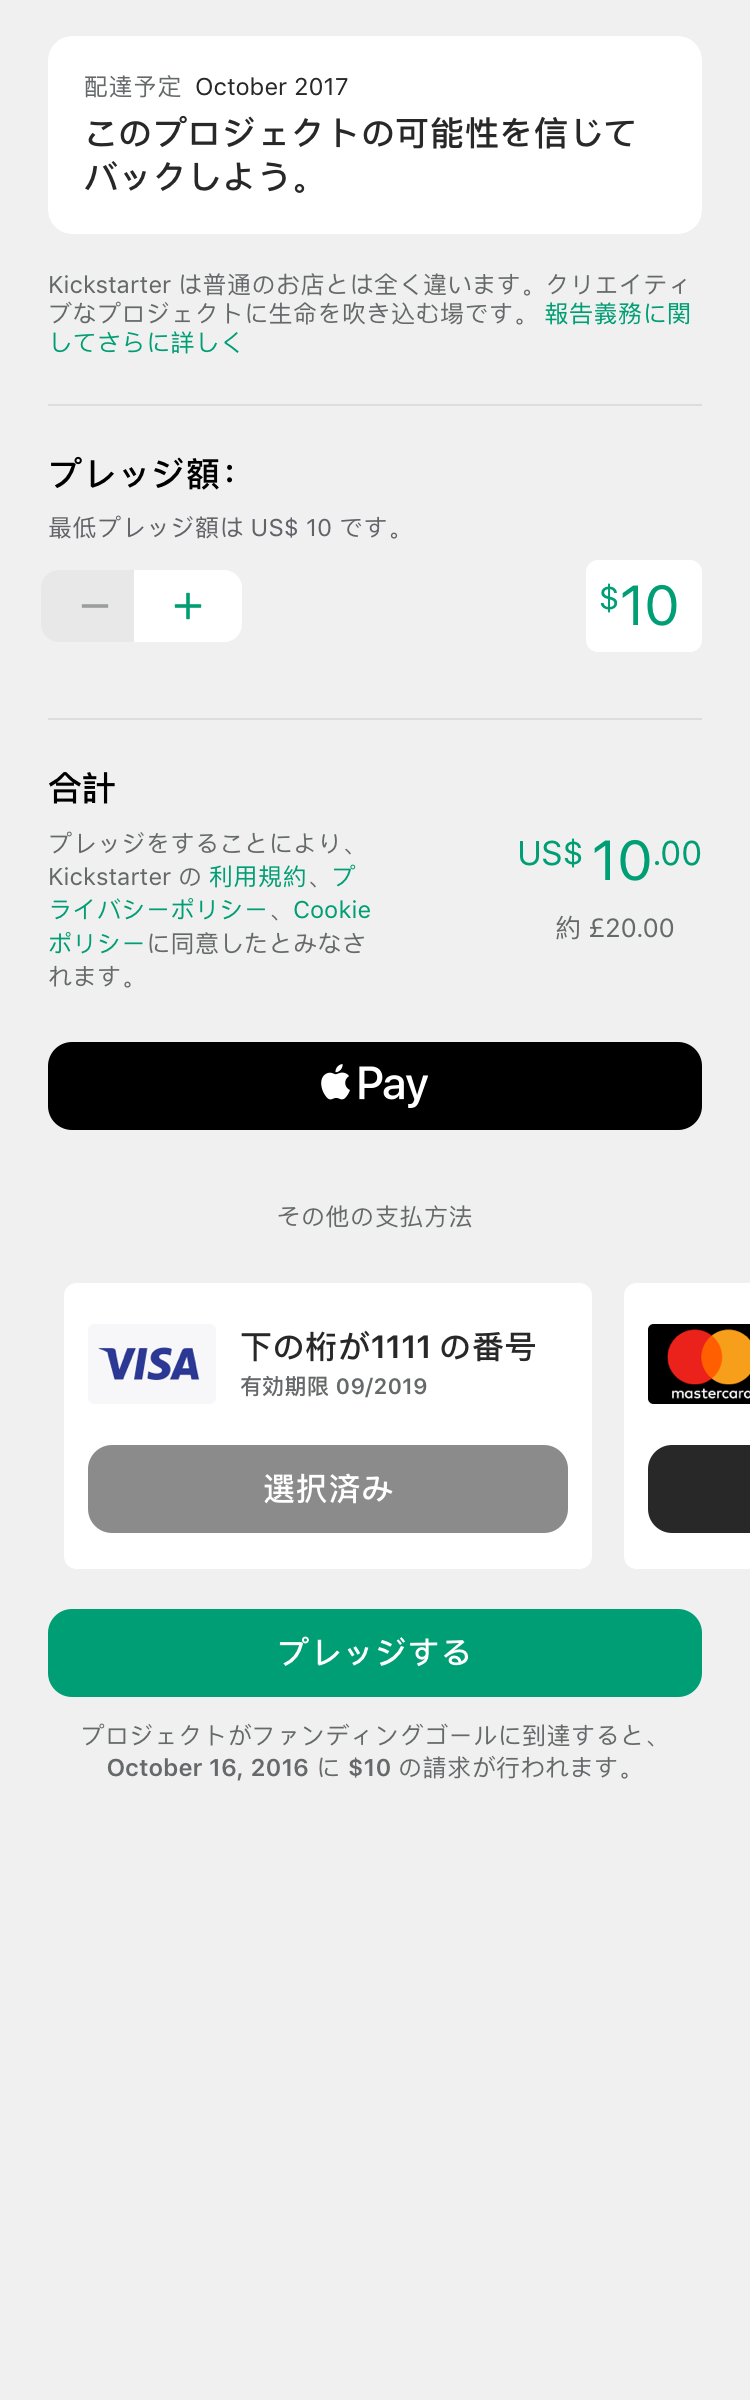 配達予定 October 2017
このプロジェクトの可能性を信じて
バックしよう。
Kickstarter は普通のお店とは全く違います。クリエイティ
ブなプロジェクトに生命を吹き込む場です。 報告義務に関
してさらに詳しく
プレッジ額：
最低プレッジ額は US$ 10 です。
− +
$10
合計
プレッジをすることにより、
Kickstarter の 利用規約、プ
ライバシーポリシー、Cookie
ポリシーに同意したとみなさ
れます。
US$ 10.00
約 £20.00
Pay
その他の支払方法
VISA
下の桁が1111 の番号
有効期限 09/2019
選択済み
mastercard
プレッジする
プロジェクトがファンディングゴールに到達すると、
October 16, 2016 に $10 の請求が行われます。